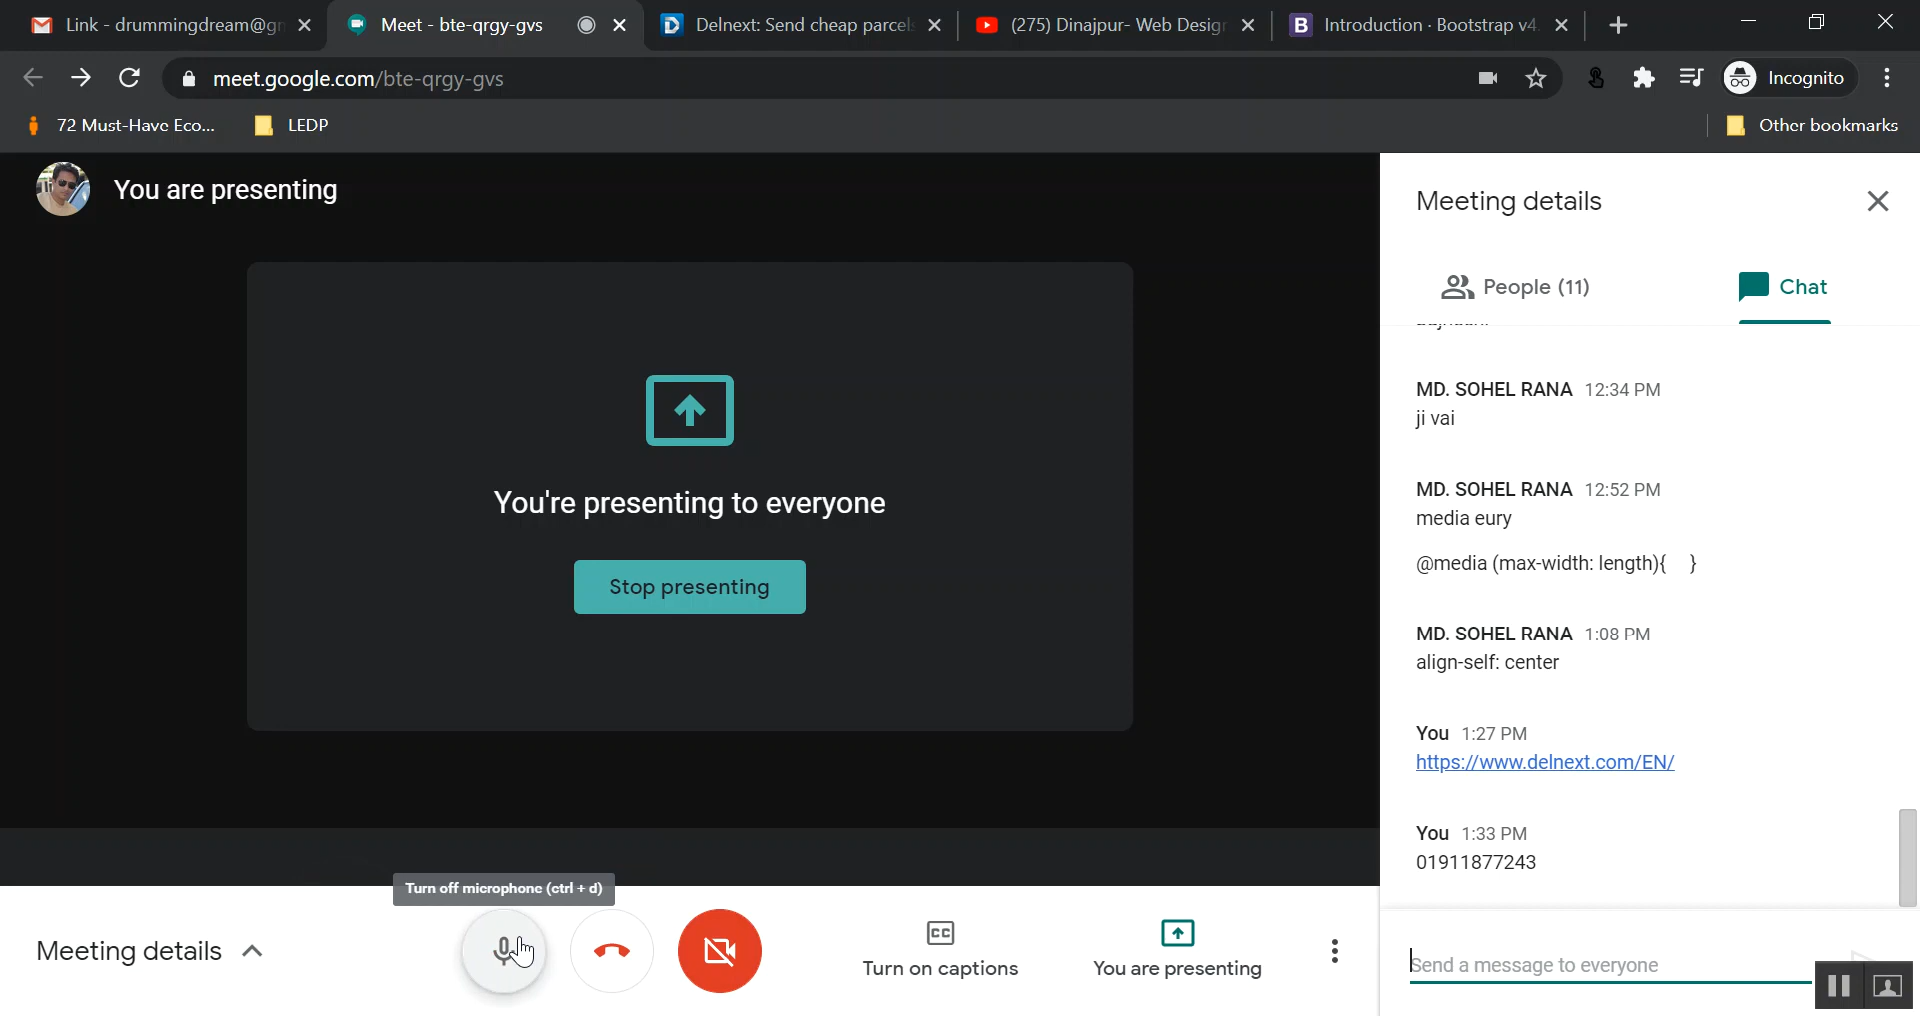 Link - drummingdream@gr
Meet - bte-qrgy-gvs
Delnext: Send cheap parcels
(275) Dinajpur- Web Design
Introduction · Bootstrap v4.
meet.google.com/bte-qrgy-gvs
Incognito
72 Must-Have Eco...
LEDP
Other bookmarks
You are presenting
You're presenting to everyone
Stop presenting
Meeting details
People (11)
Chat
MD. SOHEL RANA 12:34 PM
ji vai
MD. SOHEL RANA 12:52 PM
media eury
@media (max-width: length){ }
MD. SOHEL RANA 1:08 PM
align-self: center
You 1:27 PM
https://www.delnext.com/EN/
You 1:33 PM
01911877243
Send a message to everyone
Turn off microphone (ctrl + d)
Meeting details
CC
Turn on captions
You are presenting